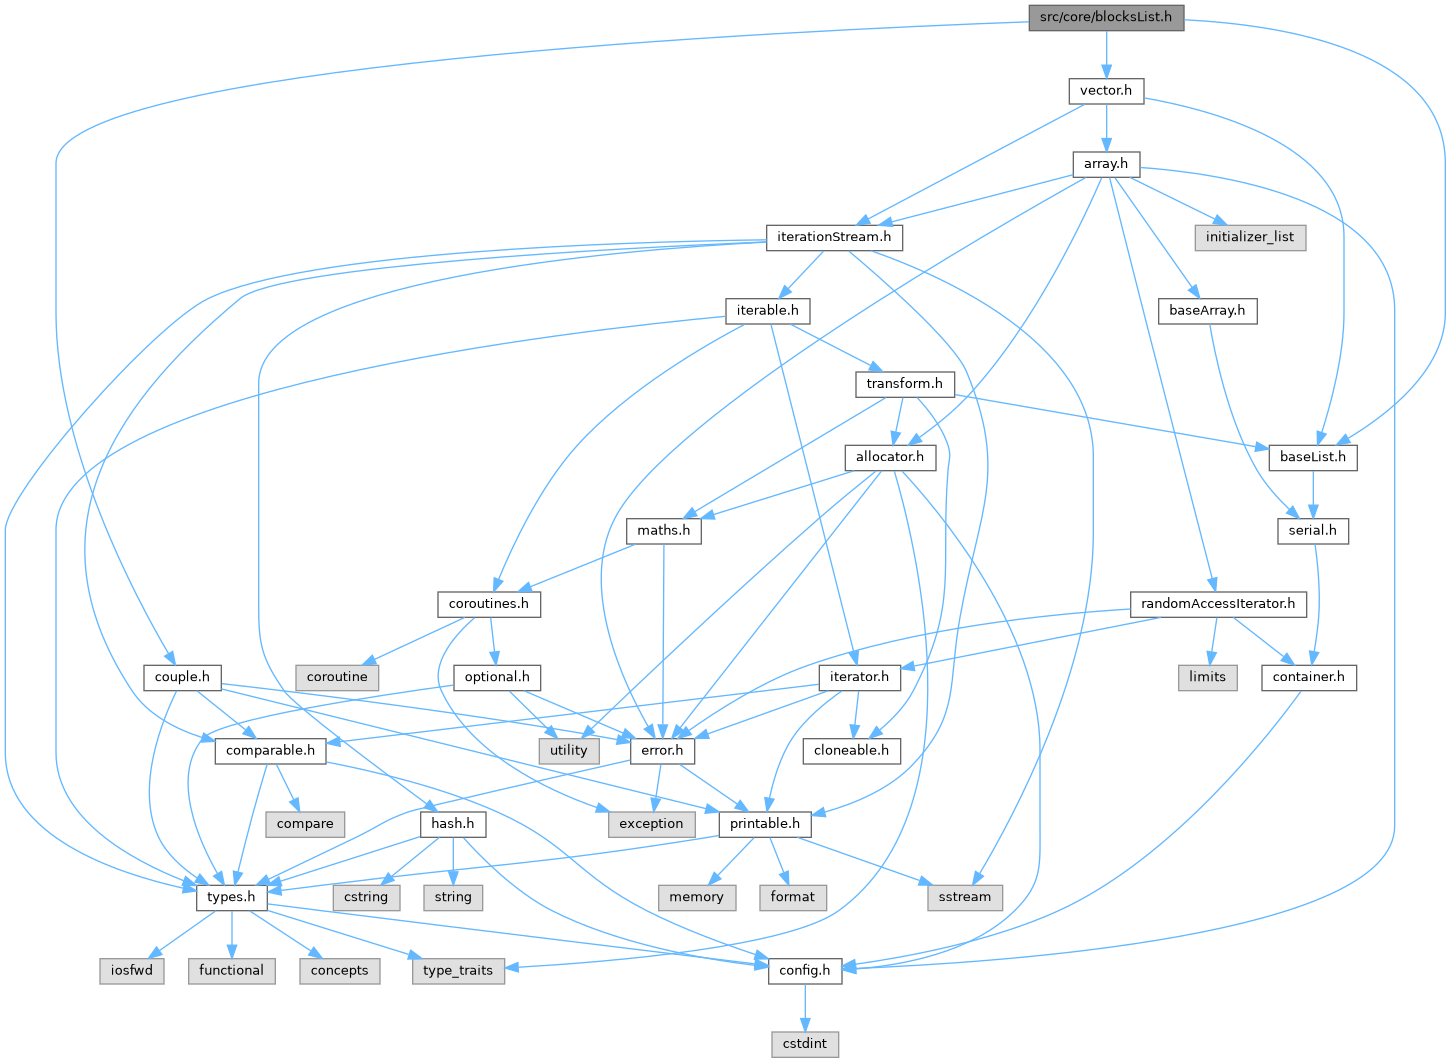 src/core/blocksList.h
vector.h
array.h
iterationStream.h
initializer_list
iterable.h
baseArray.h
transform.h
allocator.h
baseList.h
maths.h
serial.h
coroutines.h
randomAccessIterator.h
couple.h
coroutine
optional.h
iterator.h
limits
container.h
comparable.h
utility
error.h
cloneable.h
compare
hash.h
exception
printable.h
types.h
cstring
string
memory
format
sstream
iosfwd
functional
concepts
type_traits
config.h
cstdint